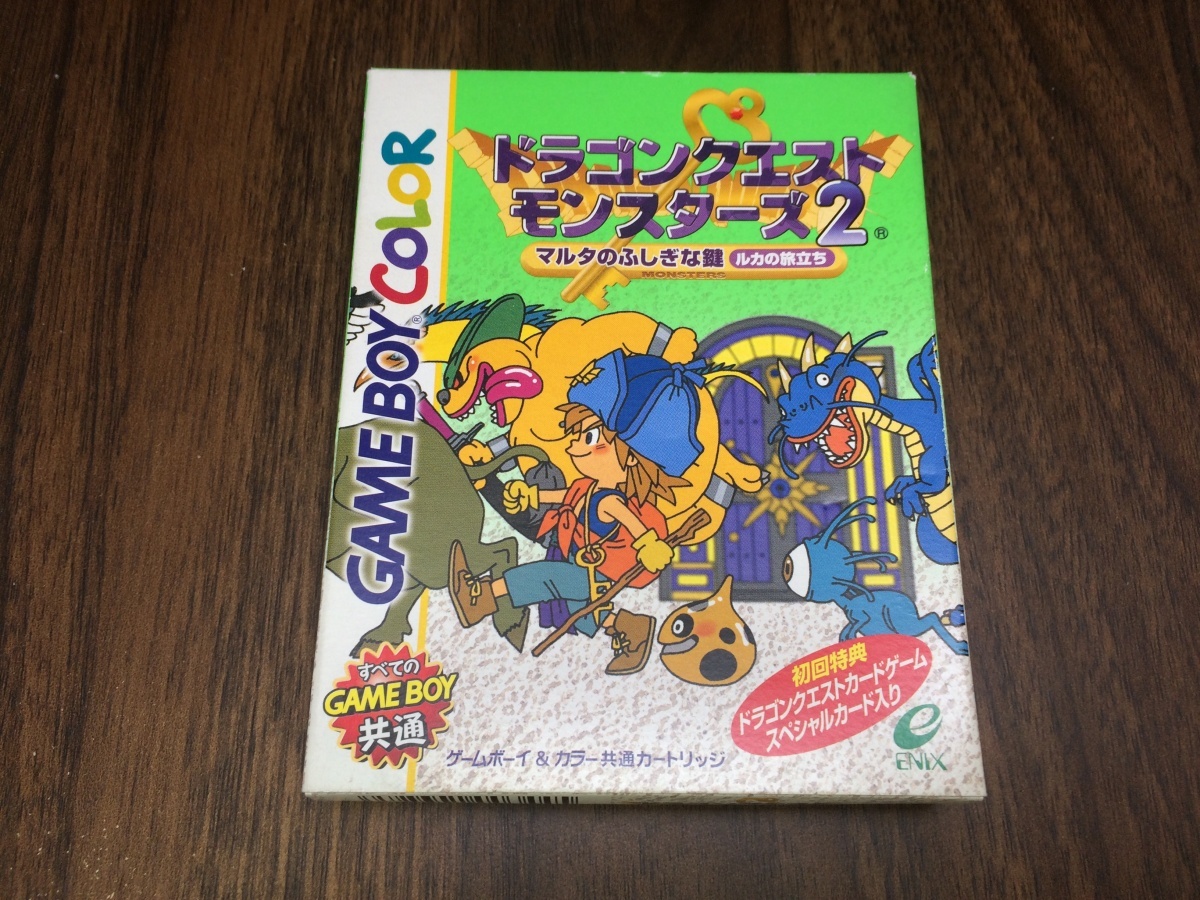 GAME BOY COLOR
ドラゴンクエスト
モンスターズ2®
マルタのふしぎな鍵 ルカの旅立ち
MONSTERS
初回特典
ドラゴンクエストカードゲーム
スペシャルカード入り
すべての
GAME BOY
共通
ゲームボーイ & カラー共通カートリッジ
ENIX